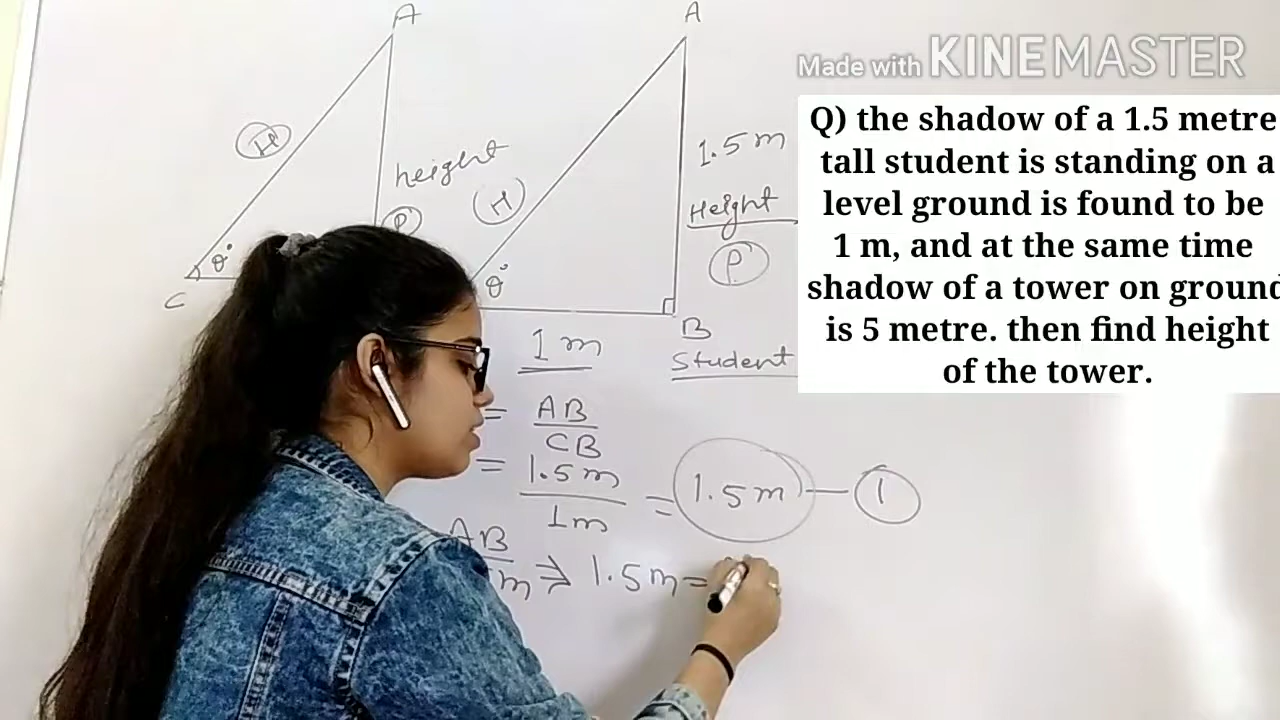 A
A
Made with KINEMASTER
Q) the shadow of a 1.5 metre
tall student is standing on a
level ground is found to be
1 m, and at the same time
shadow of a tower on ground
is 5 metre. then find height
of the tower.
H
height
P
θ°
C
H
1.5 m
Height
P
θ°
B
Student
1 m
= AB
CB
= 1.5 m
1m
= 1.5 m — 1
AB
m ⇒ 1.5 m =